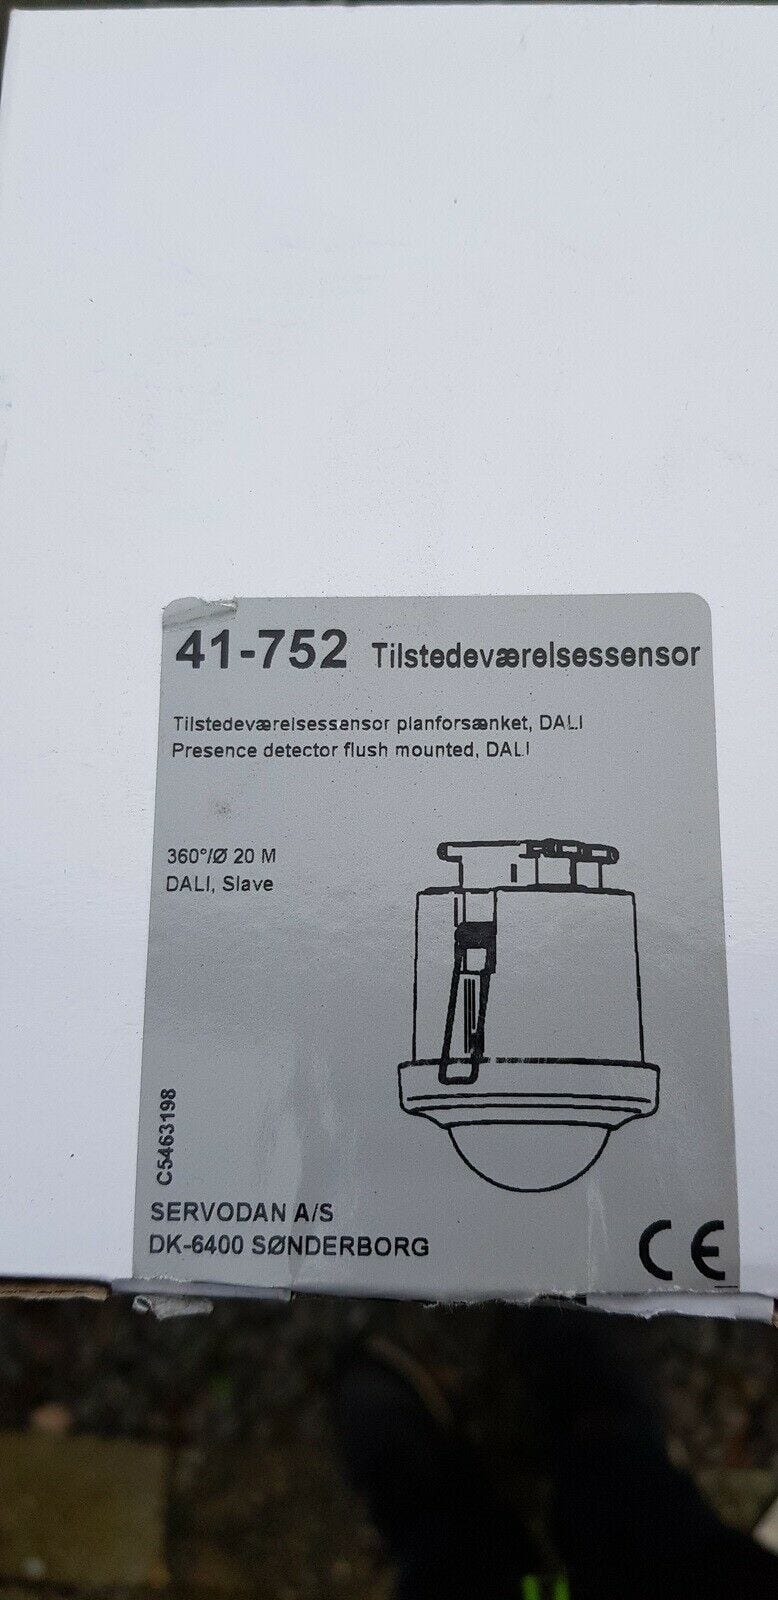 41-752 Tilstedeværelsessensor
Tilstedeværelsessensor planforsænket, DALI
Presence detector flush mounted, DALI
360°/Ø 20 M
DALI, Slave
C5463198
SERVODAN A/S
DK-6400 SØNDERBORG
CE